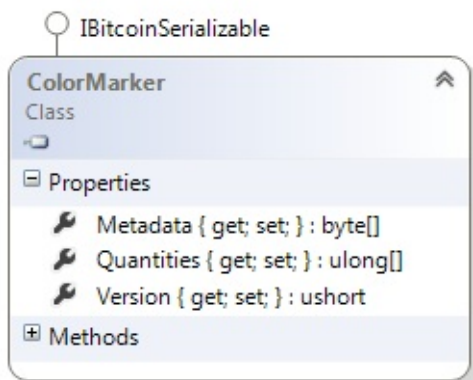 IBitcoinSerializable
ColorMarker
Class
Properties
Metadata { get; set; } : byte[]
Quantities { get; set; } : ulong[]
Version { get; set; } : ushort
Methods